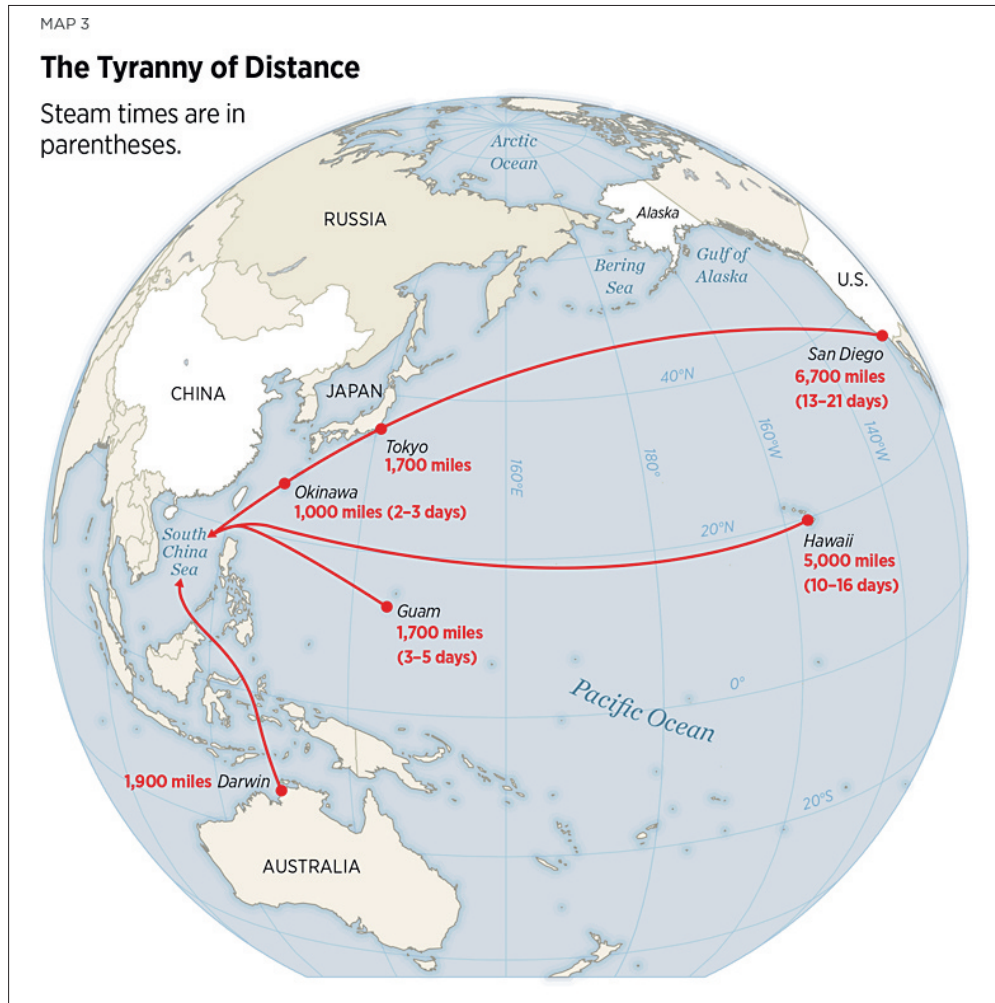 MAP 3
The Tyranny of Distance
Steam times are in
parentheses.
Arctic
Ocean
RUSSIA
Alaska
Bering
Sea
Gulf of
Alaska
U.S.
San Diego
6,700 miles
(13–21 days)
40°N
CHINA
JAPAN
Tokyo
1,700 miles
160°E
180°
160°W
140°W
Okinawa
1,000 miles (2–3 days)
20°N
South
China
Sea
Hawaii
5,000 miles
(10–16 days)
Guam
1,700 miles
(3–5 days)
0°
Pacific Ocean
1,900 miles Darwin
20°S
AUSTRALIA